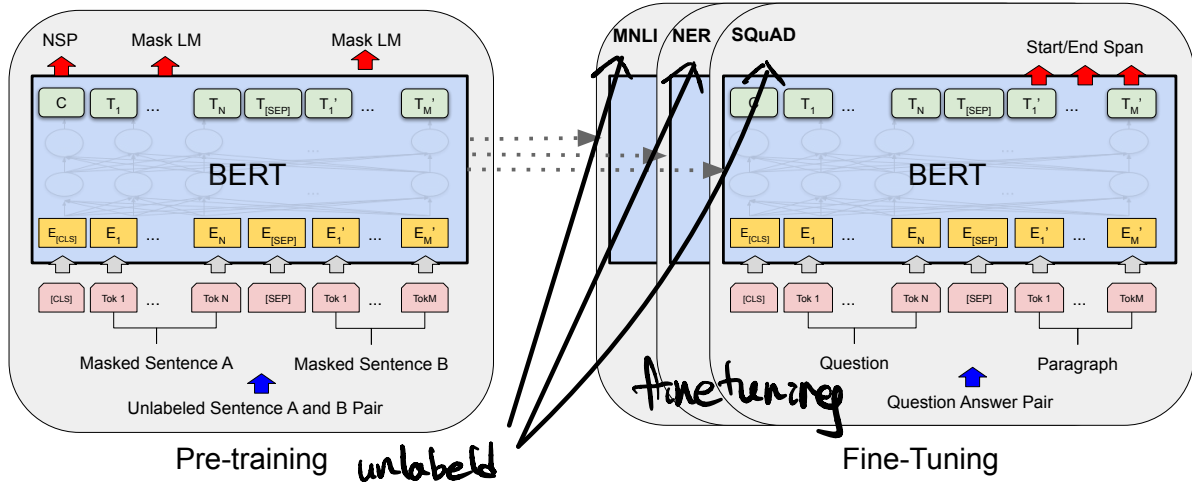 NSP Mask LM Mask LM
C T1 ... TN T[SEP] T1' ... TM'
BERT
E[CLS] E1 ... EN E[SEP] E1' ... EM'
[CLS] Tok 1 ... Tok N [SEP] Tok 1 ... TokM
Masked Sentence A Masked Sentence B
Unlabeled Sentence A and B Pair
Pre-training
unlabeld
MNLI NER SQuAD
Start/End Span
C T1 ... TN T[SEP] T1' ... TM'
BERT
E[CLS] E1 ... EN E[SEP] E1' ... EM'
[CLS] Tok 1 ... Tok N [SEP] Tok 1 ... TokM
Question Paragraph
finetuning
Question Answer Pair
Fine-Tuning